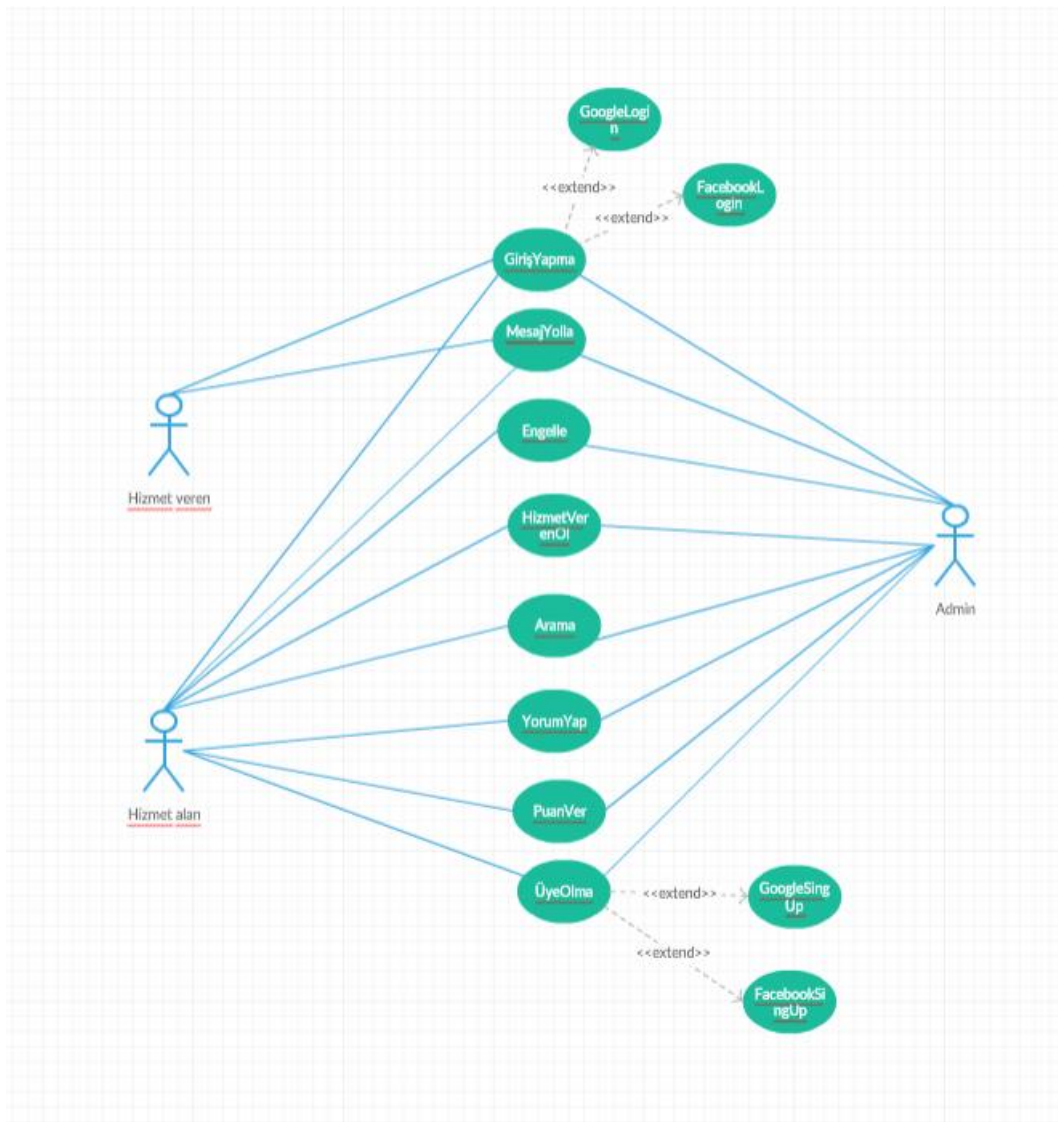 GoogleLogi
n
<<extend>>
FacebookL
ogin
<<extend>>
GirişYapma
MesajYolla
Engelle
Hizmet veren
HizmetVer
enOl
Admin
Arama
YorumYap
Hizmet alan
PuanVer
ÜyeOlma
<<extend>>
GoogleSing
Up
<<extend>>
FacebookSi
ngUp